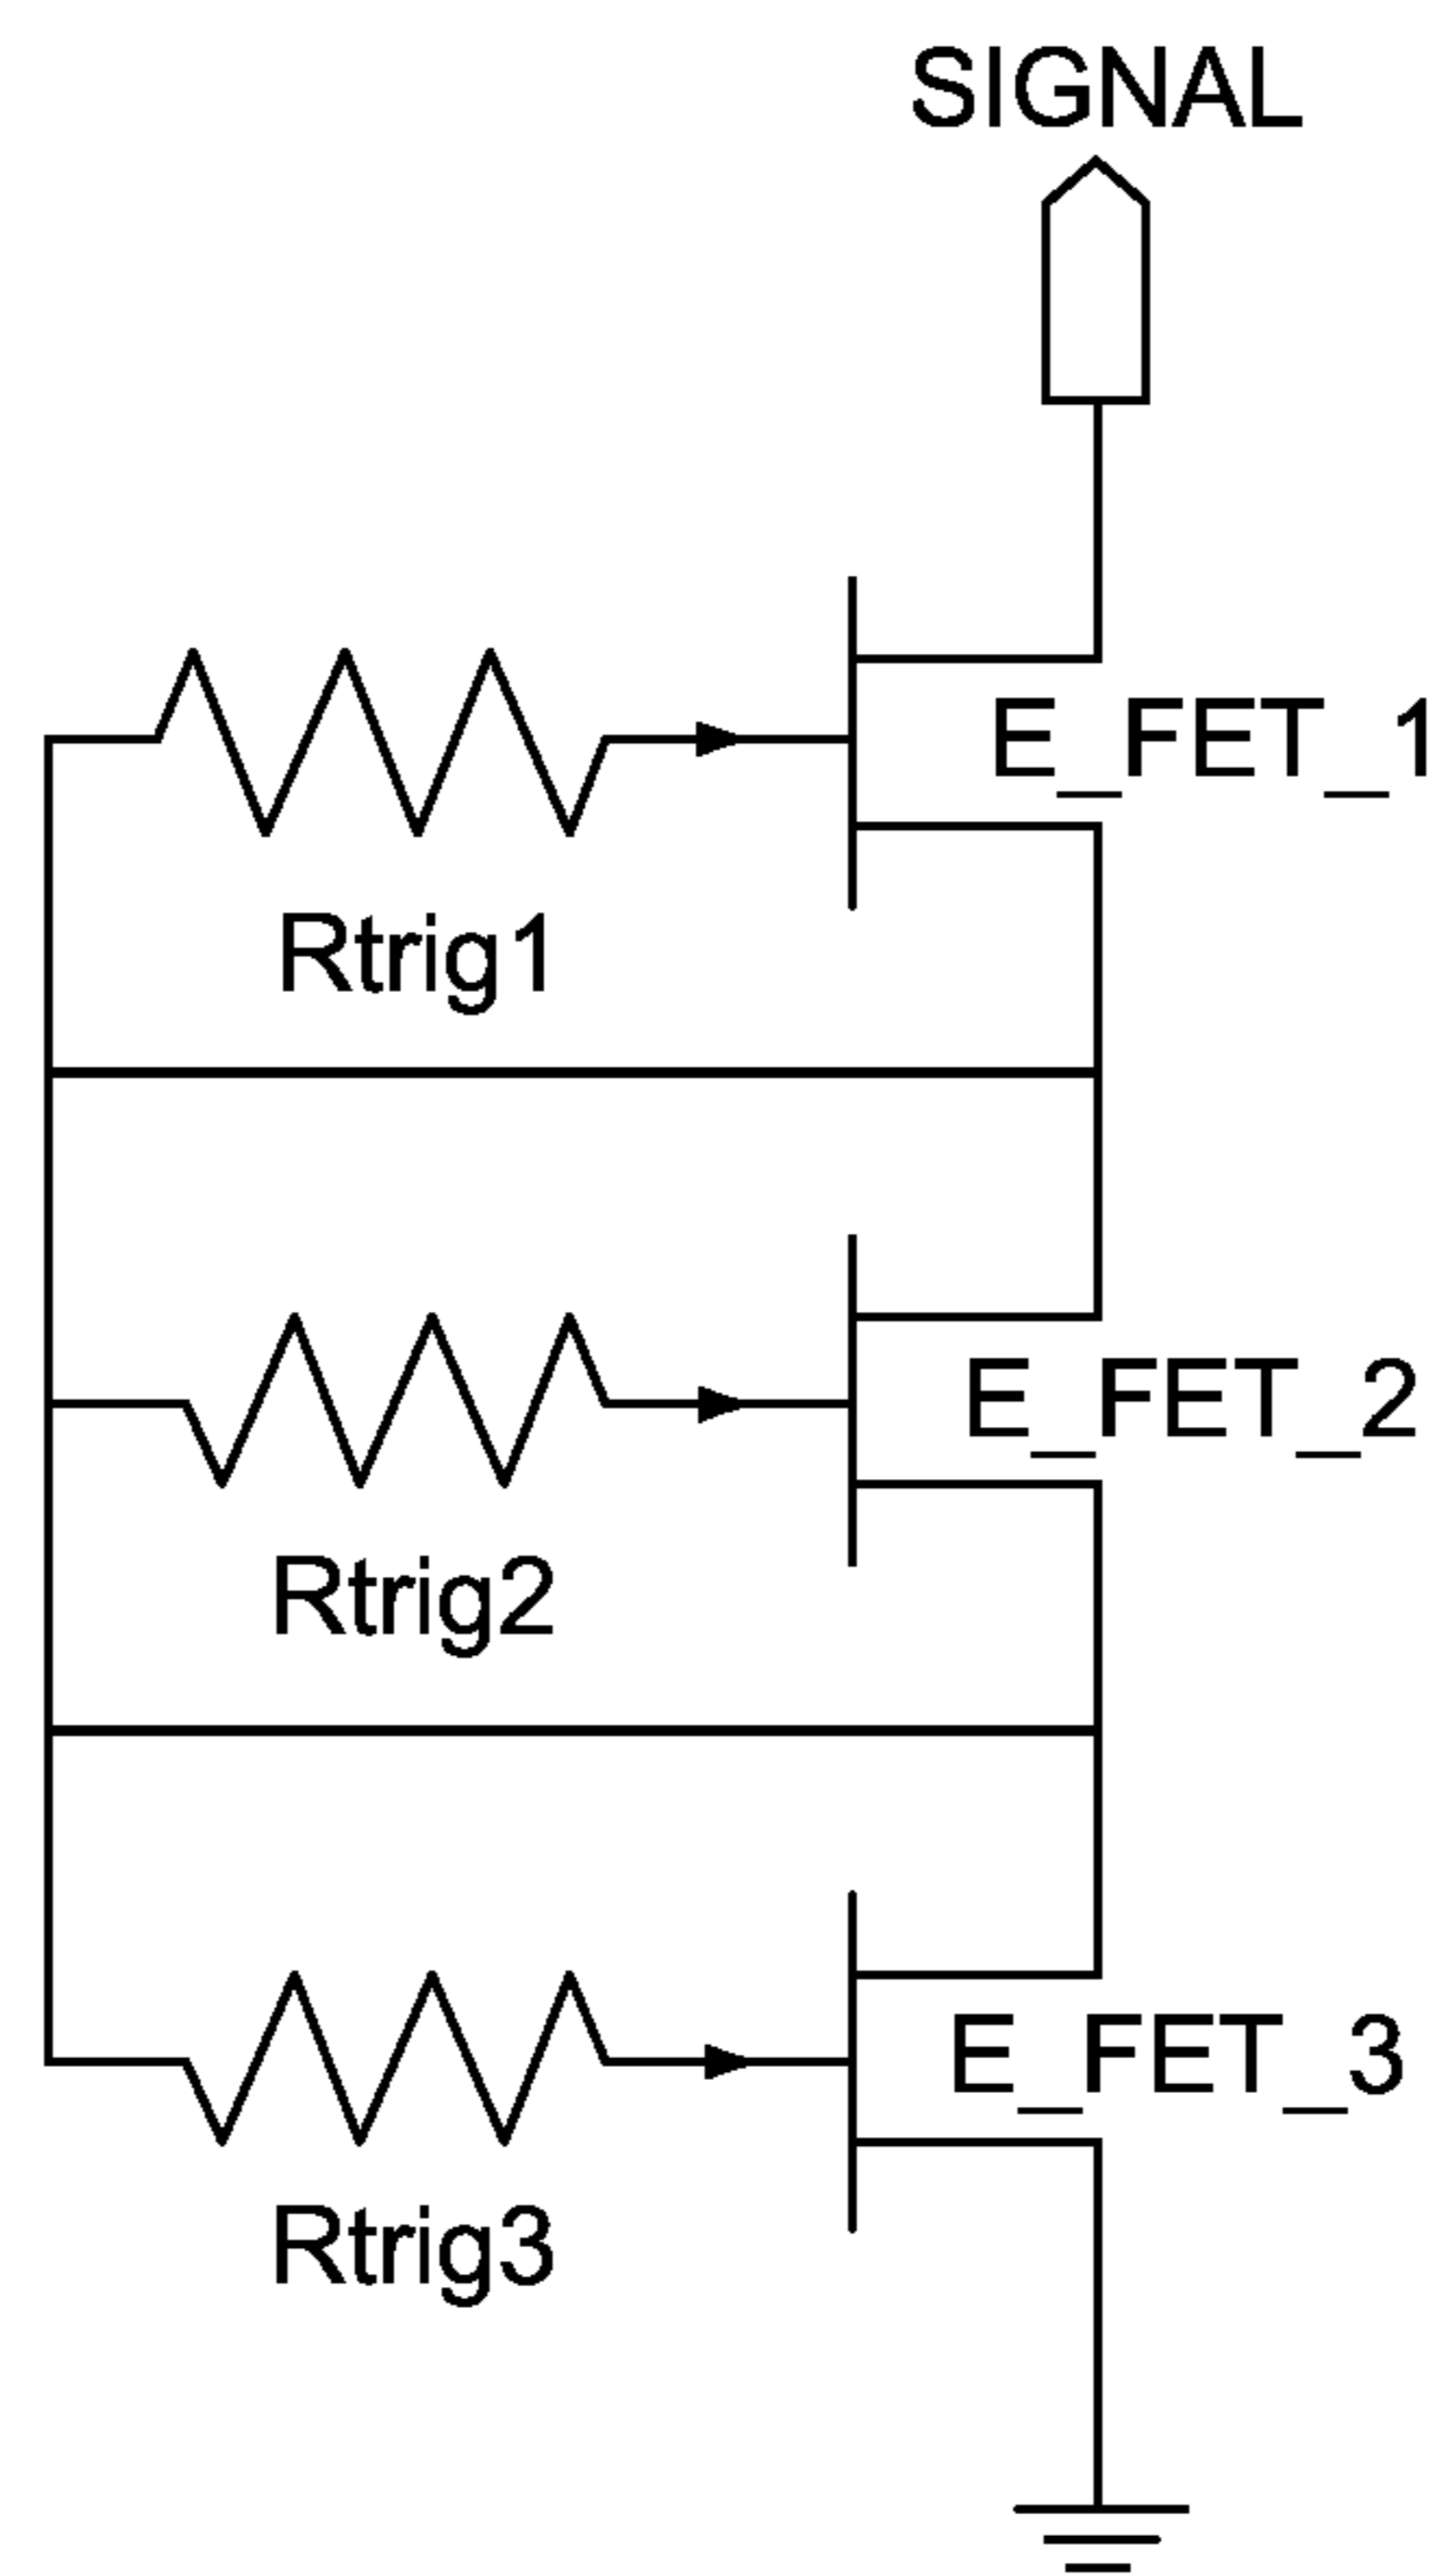 SIGNAL
E_FET_1
Rtrig1
E_FET_2
Rtrig2
E_FET_3
Rtrig3